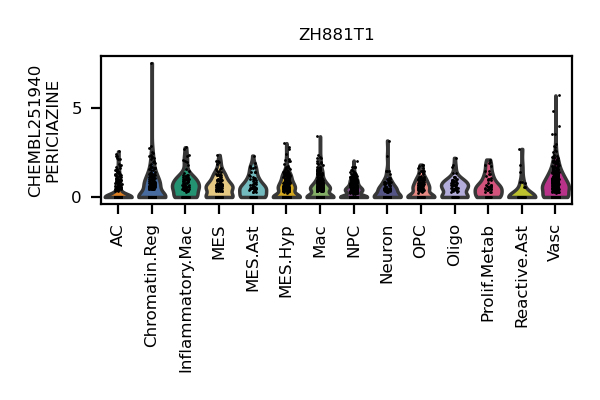 ZH881T1
CHEMBL251940
PERICIAZINE
5
0
AC
Chromatin.Reg
Inflammatory.Mac
MES
MES.Ast
MES.Hyp
Mac
NPC
Neuron
OPC
Oligo
Prolif.Metab
Reactive.Ast
Vasc